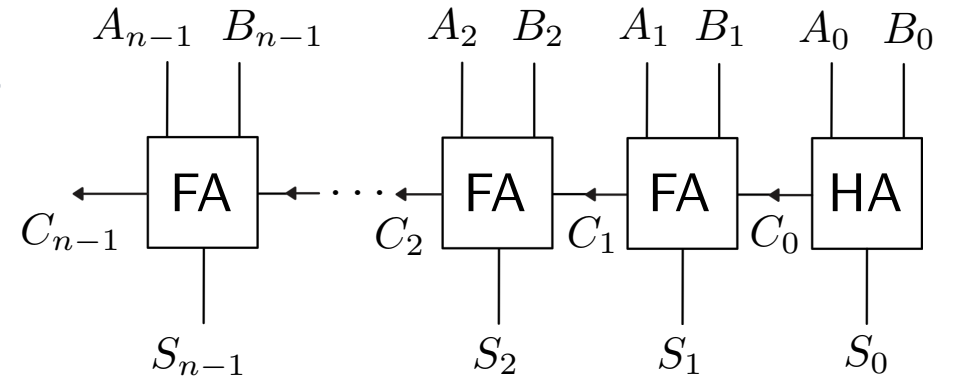 A_{n-1} B_{n-1} A_2 B_2 A_1 B_1 A_0 B_0
FA ... FA FA HA
C_{n-1} C_2 C_1 C_0
S_{n-1} S_2 S_1 S_0